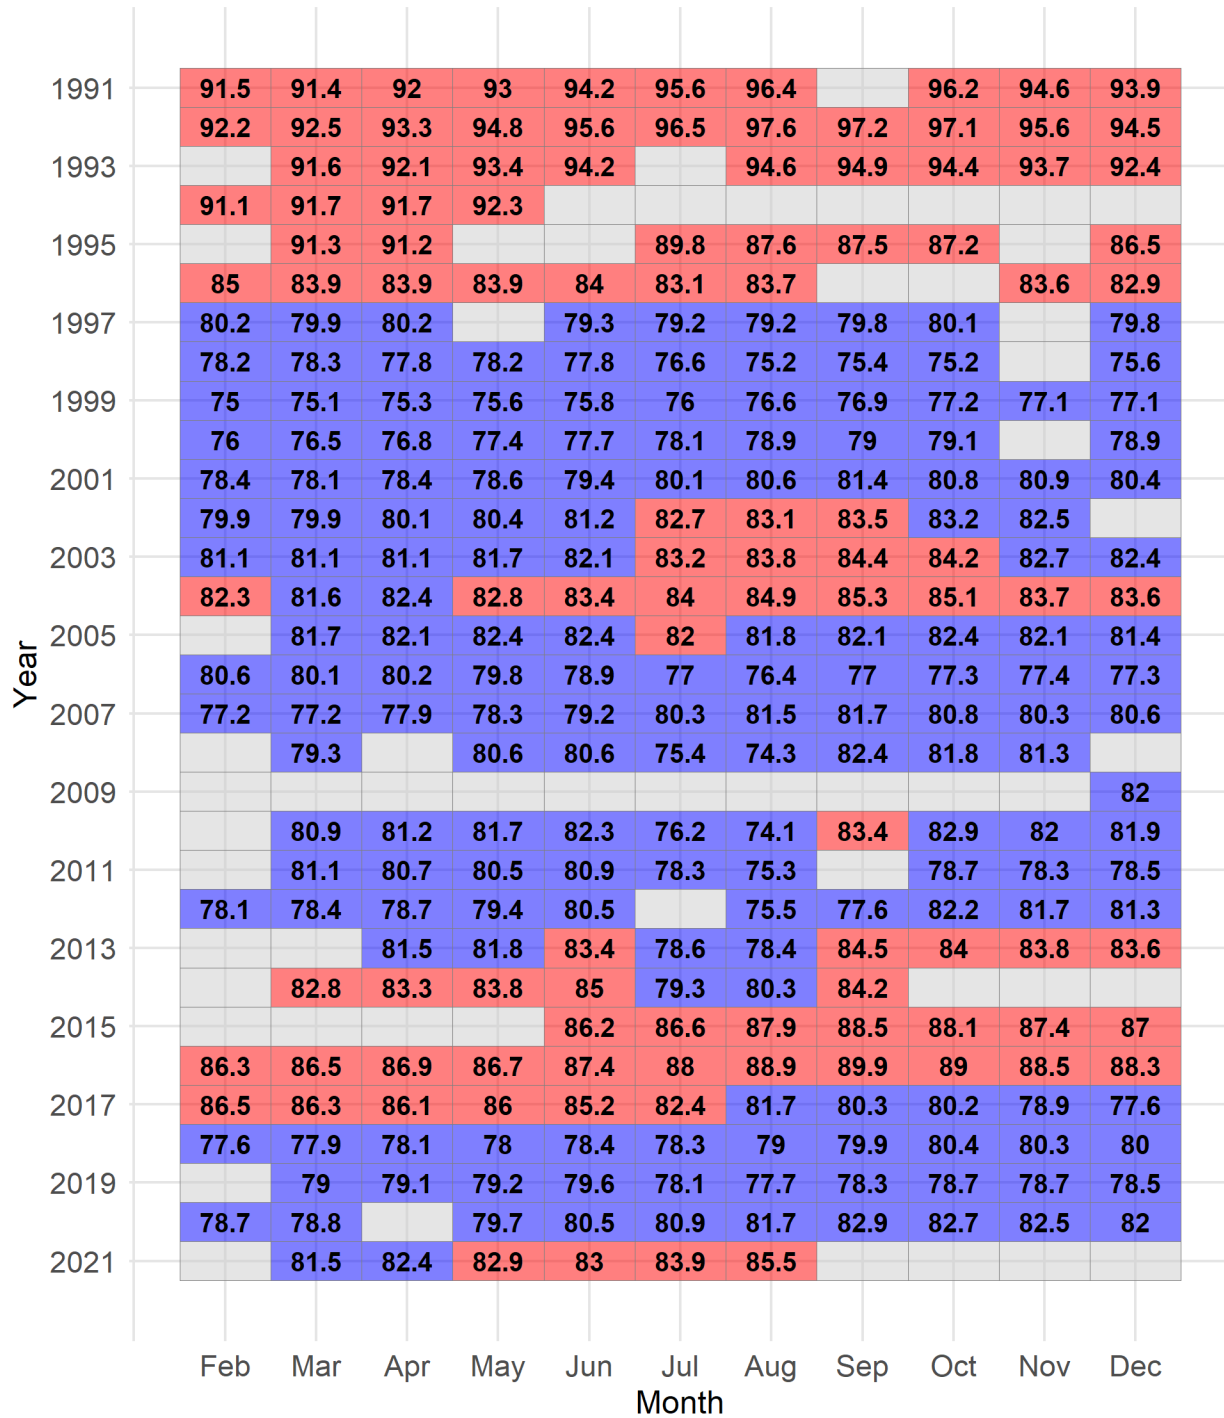 1991 91.5 91.4 92 93 94.2 95.6 96.4 96.2 94.6 93.9
92.2 92.5 93.3 94.8 95.6 96.5 97.6 97.2 97.1 95.6 94.5
1993 91.6 92.1 93.4 94.2 94.6 94.9 94.4 93.7 92.4
91.1 91.7 91.7 92.3
1995 91.3 91.2 89.8 87.6 87.5 87.2 86.5
85 83.9 83.9 83.9 84 83.1 83.7 83.6 82.9
1997 80.2 79.9 80.2 79.3 79.2 79.2 79.8 80.1 79.8
78.2 78.3 77.8 78.2 77.8 76.6 75.2 75.4 75.2 75.6
1999 75 75.1 75.3 75.6 75.8 76 76.6 76.9 77.2 77.1 77.1
76 76.5 76.8 77.4 77.7 78.1 78.9 79 79.1 78.9
2001 78.4 78.1 78.4 78.6 79.4 80.1 80.6 81.4 80.8 80.9 80.4
79.9 79.9 80.1 80.4 81.2 82.7 83.1 83.5 83.2 82.5
2003 81.1 81.1 81.1 81.7 82.1 83.2 83.8 84.4 84.2 82.7 82.4
82.3 81.6 82.4 82.8 83.4 84 84.9 85.3 85.1 83.7 83.6
2005 81.7 82.1 82.4 82.4 82 81.8 82.1 82.4 82.1 81.4
80.6 80.1 80.2 79.8 78.9 77 76.4 77 77.3 77.4 77.3
2007 77.2 77.2 77.9 78.3 79.2 80.3 81.5 81.7 80.8 80.3 80.6
79.3 80.6 80.6 75.4 74.3 82.4 81.8 81.3
2009 82
80.9 81.2 81.7 82.3 76.2 74.1 83.4 82.9 82 81.9
2011 81.1 80.7 80.5 80.9 78.3 75.3 78.7 78.3 78.5
78.1 78.4 78.7 79.4 80.5 75.5 77.6 82.2 81.7 81.3
2013 81.5 81.8 83.4 78.6 78.4 84.5 84 83.8 83.6
82.8 83.3 83.8 85 79.3 80.3 84.2
2015 86.2 86.6 87.9 88.5 88.1 87.4 87
86.3 86.5 86.9 86.7 87.4 88 88.9 89.9 89 88.5 88.3
2017 86.5 86.3 86.1 86 85.2 82.4 81.7 80.3 80.2 78.9 77.6
77.6 77.9 78.1 78 78.4 78.3 79 79.9 80.4 80.3 80
2019 79 79.1 79.2 79.6 78.1 77.7 78.3 78.7 78.7 78.5
78.7 78.8 79.7 80.5 80.9 81.7 82.9 82.7 82.5 82
2021 81.5 82.4 82.9 83 83.9 85.5
Year
Feb Mar Apr May Jun Jul Aug Sep Oct Nov Dec
Month